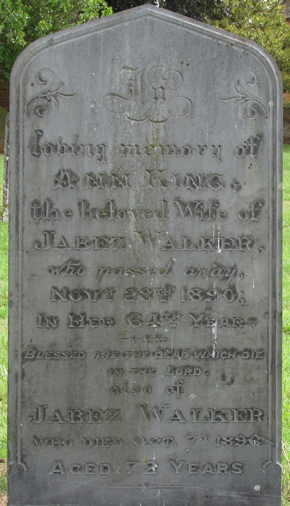 In
loving memory of
ANN KING,
the beloved Wife of
JABEZ WALKER,
who passed away,
NOVR 28TH 1890,
IN HER 64TH YEAR.
BLESSED ARE THE DEAD WHICH DIE
IN THE LORD.
also of
JABEZ WALKER
WHO DIED 7TH 1896
AGED 72 YEARS